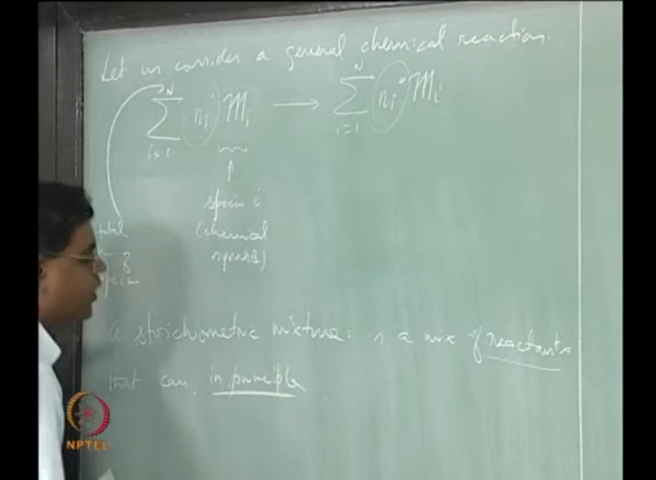 Let us consider a general chemical reaction.
N N
∑ nᵢ' 𝔐ᵢ ⟶ ∑ nᵢ" 𝔐ᵢ
i=1 i=1
↑
species i
total (chemical
symbol)
A stoichiometric mixture: is a mix of reactants
that can, in principle
NPTEL